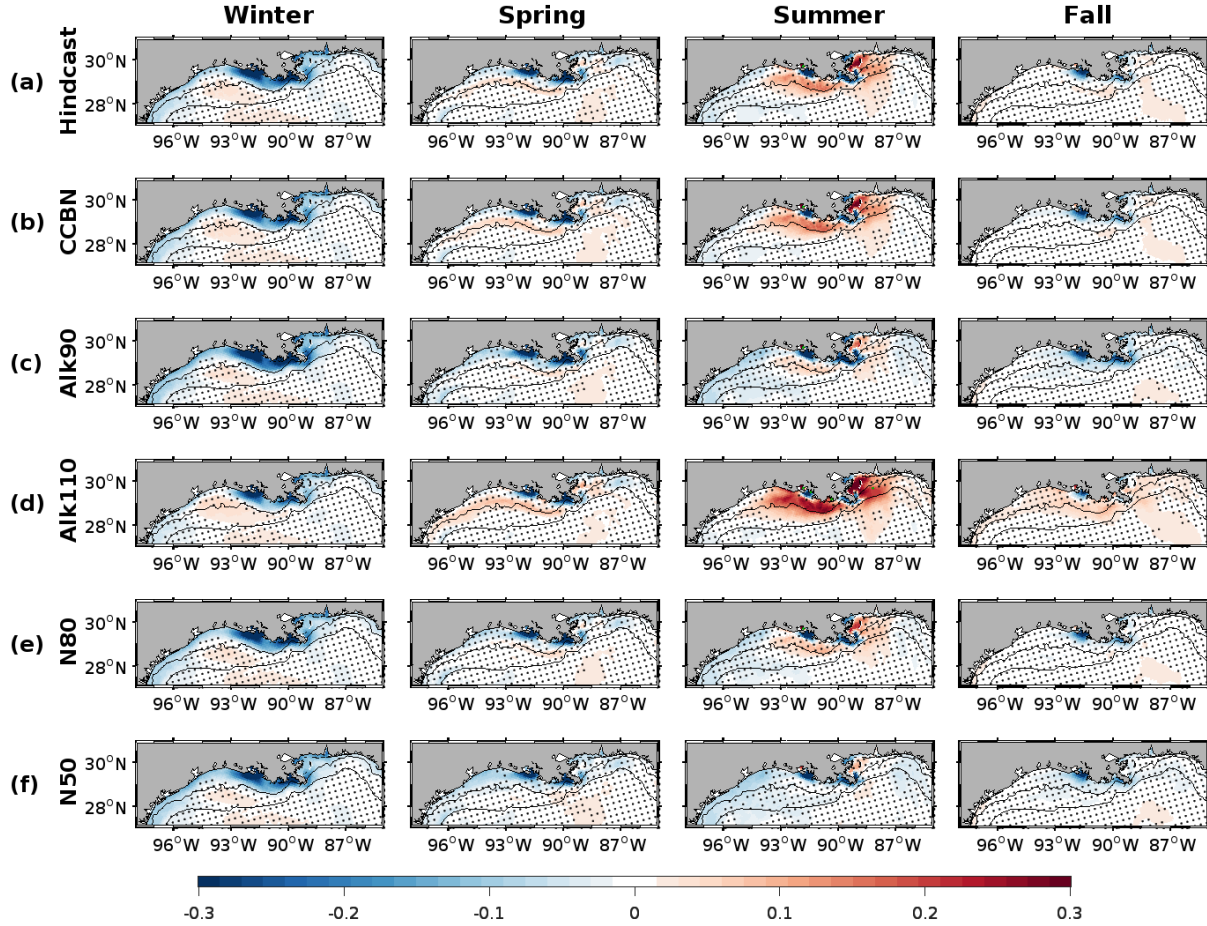 Winter Spring Summer Fall
(a) Hindcast 30°N 28°N
96°W 93°W 90°W 87°W 96°W 93°W 90°W 87°W 96°W 93°W 90°W 87°W 96°W 93°W 90°W 87°W
(b) CCBN 30°N 28°N
96°W 93°W 90°W 87°W 96°W 93°W 90°W 87°W 96°W 93°W 90°W 87°W 96°W 93°W 90°W 87°W
(c) Alk90 30°N 28°N
96°W 93°W 90°W 87°W 96°W 93°W 90°W 87°W 96°W 93°W 90°W 87°W 96°W 93°W 90°W 87°W
(d) Alk110 30°N 28°N
96°W 93°W 90°W 87°W 96°W 93°W 90°W 87°W 96°W 93°W 90°W 87°W 96°W 93°W 90°W 87°W
(e) N80 30°N 28°N
96°W 93°W 90°W 87°W 96°W 93°W 90°W 87°W 96°W 93°W 90°W 87°W 96°W 93°W 90°W 87°W
(f) N50 30°N 28°N
96°W 93°W 90°W 87°W 96°W 93°W 90°W 87°W 96°W 93°W 90°W 87°W 96°W 93°W 90°W 87°W
-0.3 -0.2 -0.1 0 0.1 0.2 0.3